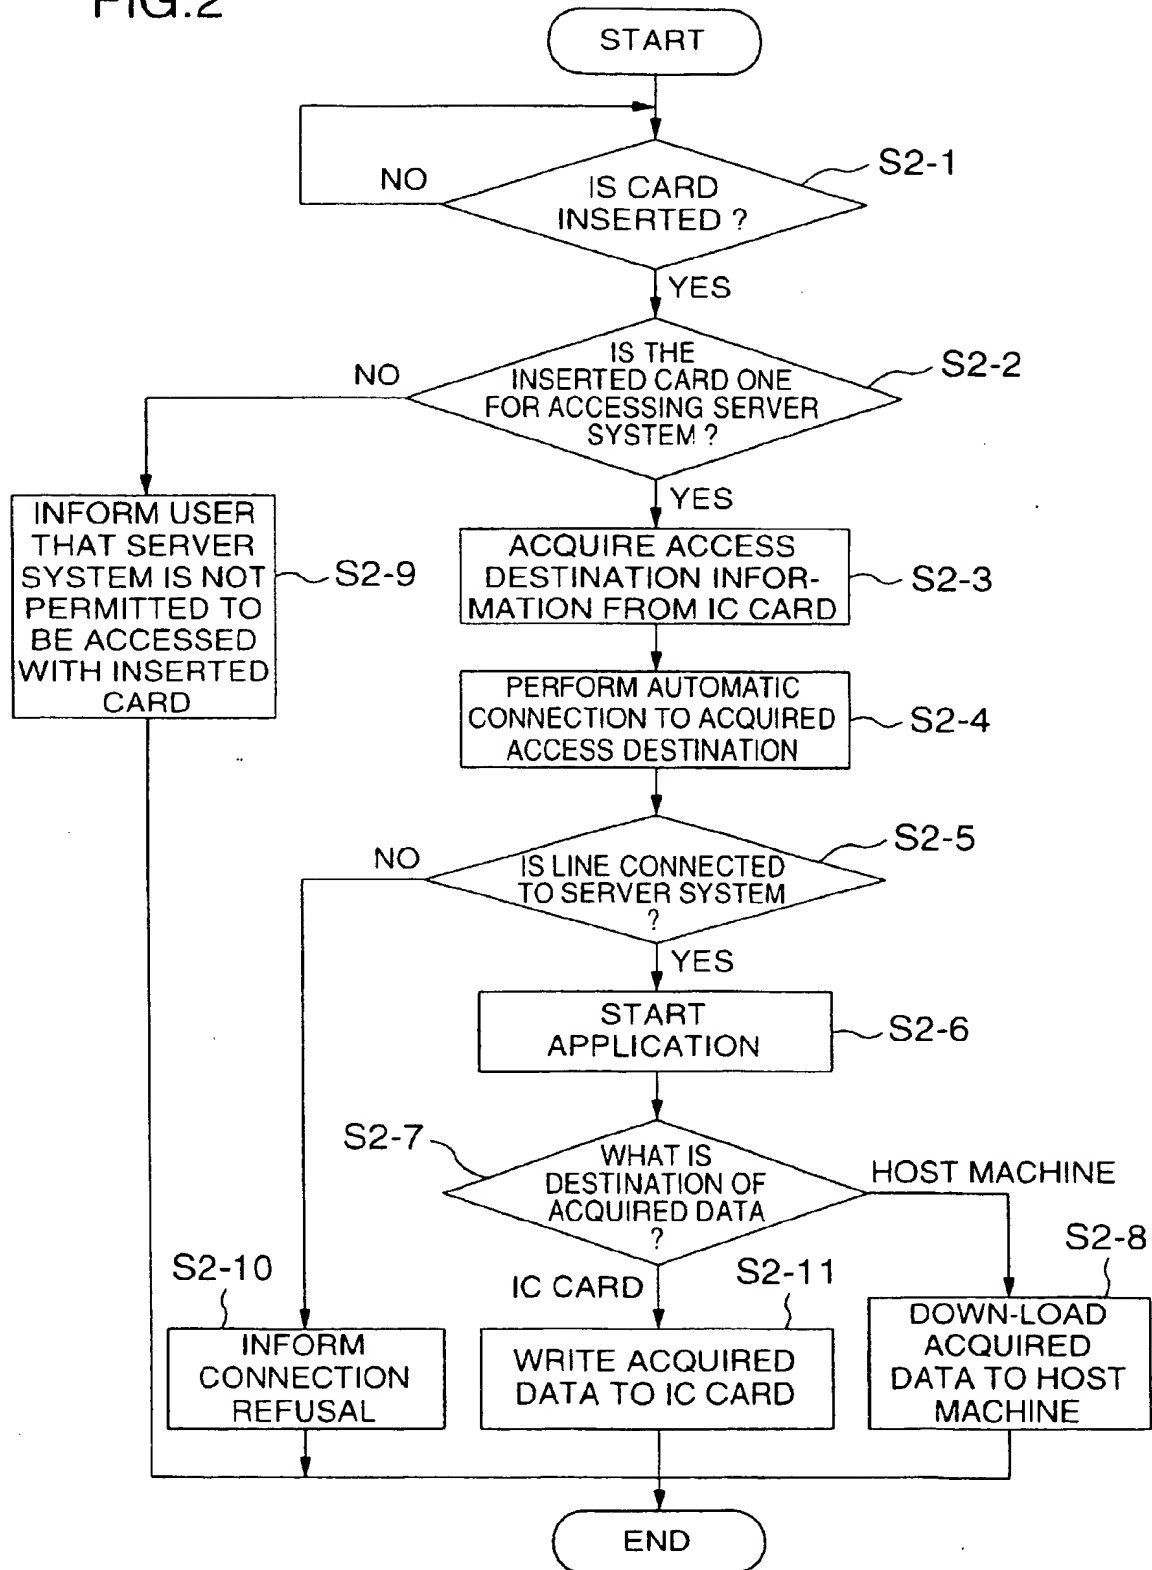 FIG.2
START
NO
IS CARD
INSERTED ?
S2-1
YES
NO
IS THE
INSERTED CARD ONE
FOR ACCESSING SERVER
SYSTEM ?
S2-2
YES
INFORM USER
THAT SERVER
SYSTEM IS NOT
PERMITTED TO
BE ACCESSED
WITH INSERTED
CARD
S2-9
ACQUIRE ACCESS
DESTINATION INFOR-
MATION FROM IC CARD
S2-3
PERFORM AUTOMATIC
CONNECTION TO ACQUIRED
ACCESS DESTINATION
S2-4
NO
IS LINE CONNECTED
TO SERVER SYSTEM
?
S2-5
YES
START
APPLICATION
S2-6
S2-7
WHAT IS
DESTINATION OF
ACQUIRED DATA
?
HOST MACHINE
IC CARD
S2-10
INFORM
CONNECTION
REFUSAL
S2-11
WRITE ACQUIRED
DATA TO IC CARD
S2-8
DOWN-LOAD
ACQUIRED
DATA TO HOST
MACHINE
END